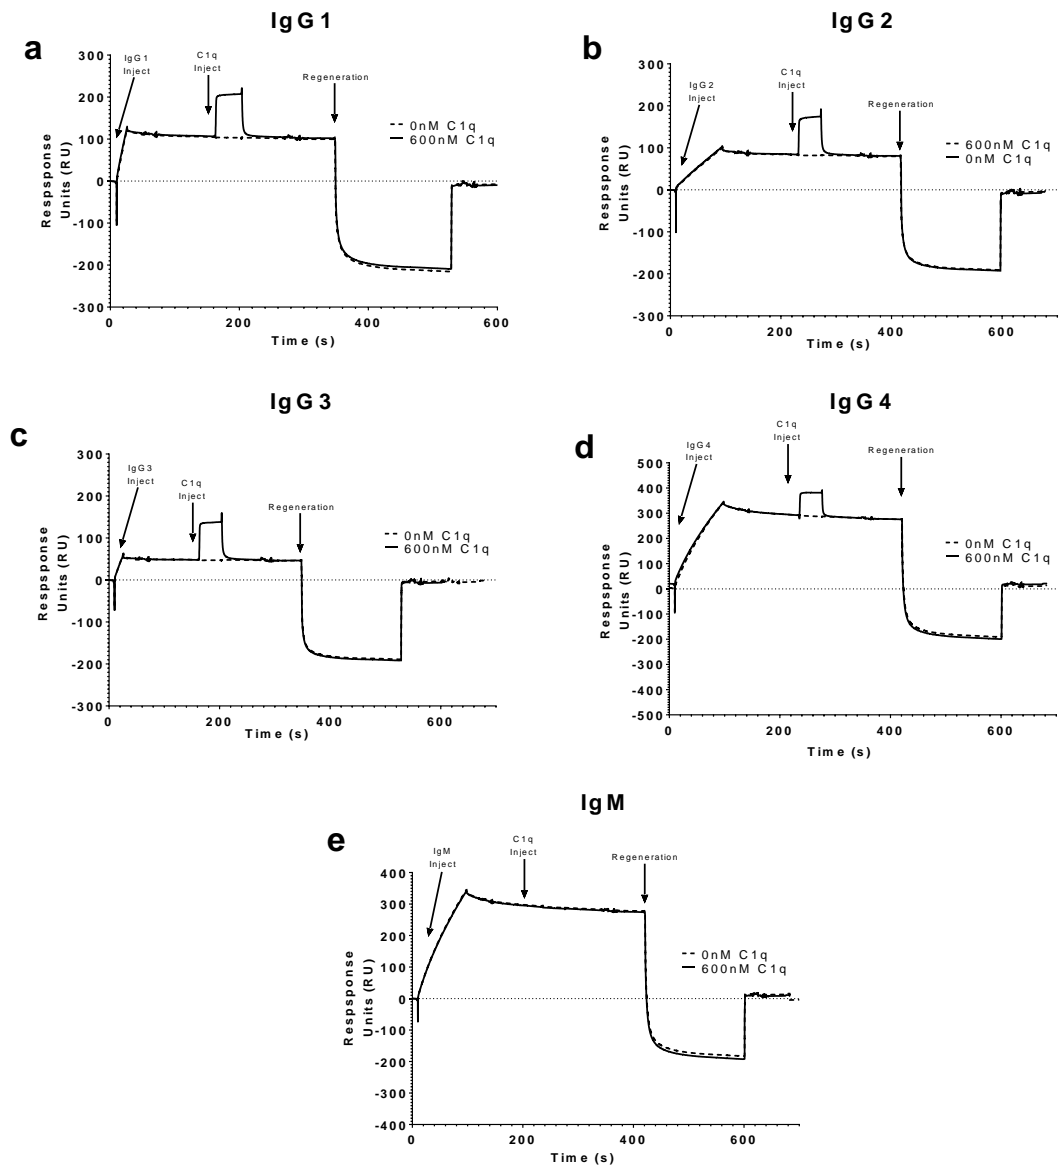 IgG1
a
IgG1
Inject
C1q
Inject
Regeneration
0nM C1q
600nM C1q
Respsponse
Units (RU)
300
200
100
0
-100
-200
-300
0
200
400
600
Time (s)
IgG2
b
IgG2
Inject
C1q
Inject
Regeneration
600nM C1q
0nM C1q
Respsponse
Units (RU)
300
200
100
0
-100
-200
-300
0
200
400
600
Time (s)
IgG3
c
IgG3
Inject
C1q
Inject
Regeneration
0nM C1q
600nM C1q
Respsponse
Units (RU)
300
200
100
0
-100
-200
-300
0
200
400
600
Time (s)
IgG4
d
IgG4
Inject
C1q
Inject
Regeneration
0nM C1q
600nM C1q
Respsponse
Units (RU)
500
400
300
200
100
0
-100
-200
-300
-400
-500
0
200
400
600
Time (s)
IgM
e
IgM
Inject
C1q
Inject
Regeneration
0nM C1q
600nM C1q
Respsponse
Units (RU)
400
300
200
100
0
-100
-200
-300
-400
0
200
400
600
Time (s)